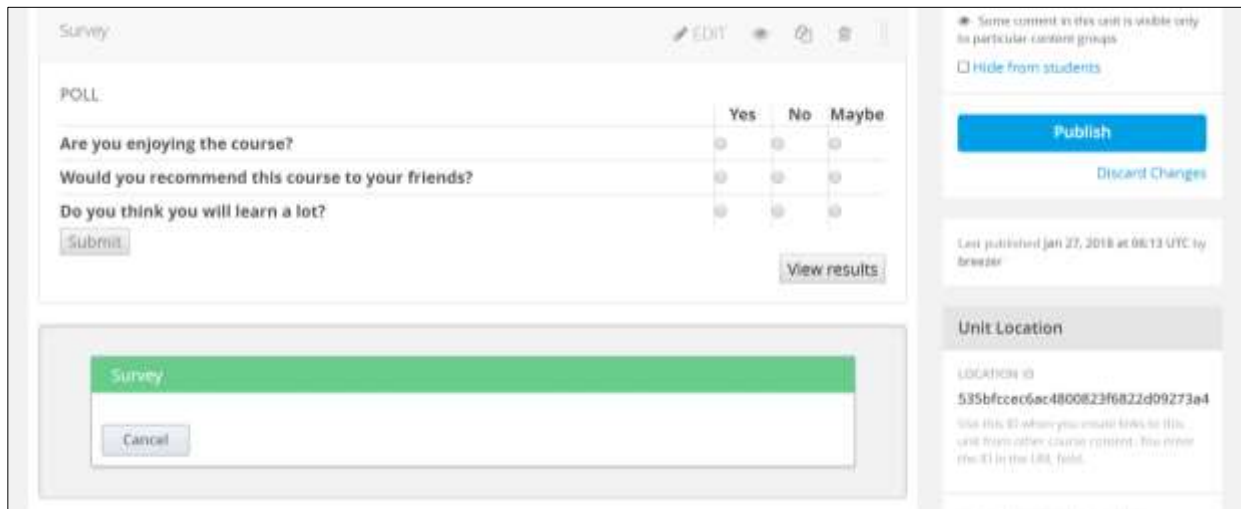 Survey
EDIT
POLL
Yes No Maybe
Are you enjoying the course?
Would you recommend this course to your friends?
Do you think you will learn a lot?
Submit
View results
Survey
Cancel
Some content in this unit is visible only
to particular content groups
Hide from students
Publish
Discard Changes
Last published Jan 27, 2018 at 06:13 UTC by
breezer
Unit Location
LOCATION ID
535bfccec6ac4800823f6822d09273a4
Use this ID when you create links to this
unit from other course content. You enter
the ID in the URL field.